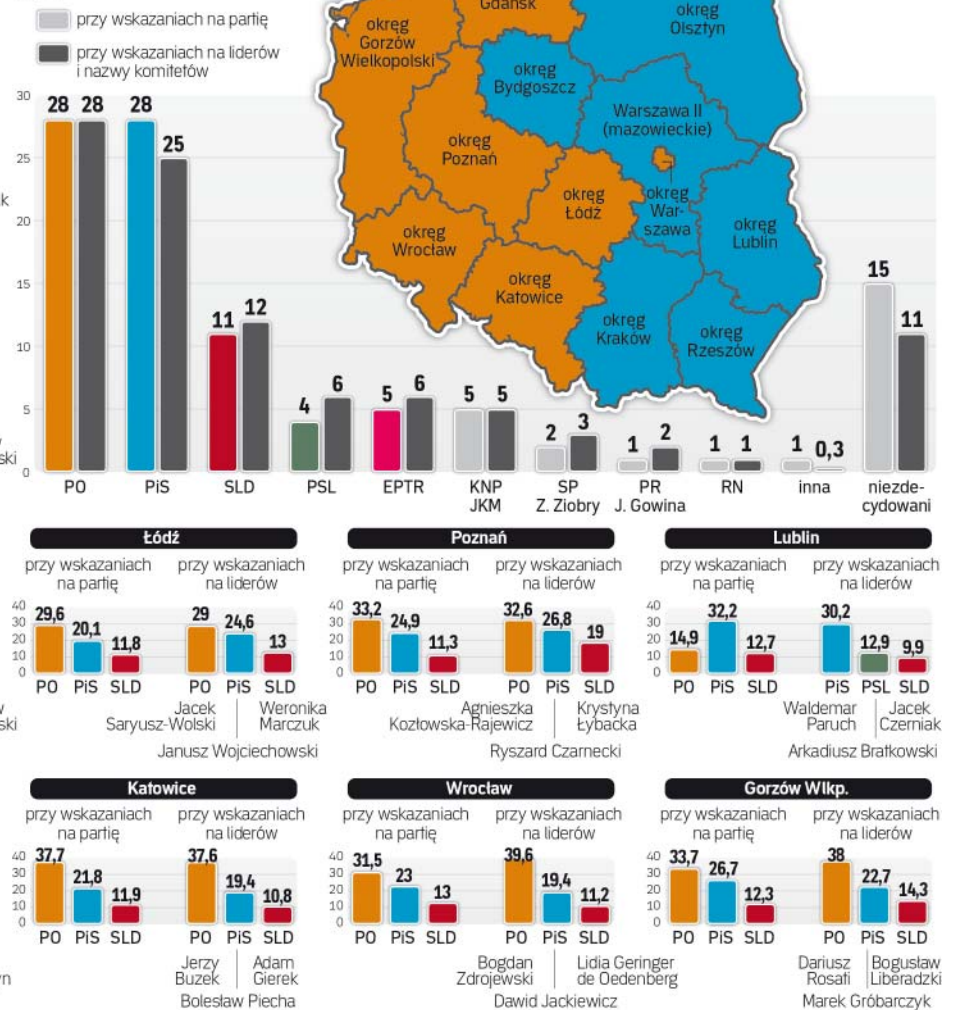 przy wskazaniach na partię
przy wskazaniach na liderów
i nazwy komitetów
Gdańsk
okręg
Olsztyn
okręg
Gorzów
Wielkopolski
okręg
Bydgoszcz
Warszawa II
(mazowieckie)
okręg
Poznań
okręg
Łódź
okręg
War-
szawa
okręg
Lublin
okręg
Wrocław
okręg
Katowice
okręg
Kraków
okręg
Rzeszów
30
25
20
15
10
5
0
28 28
28 25
11 12
4 6
5 6
5 5
2 3
1 2
1 1
1 0,3
15 11
PO
PiS
SLD
PSL
EPTR
KNP
JKM
SP
Z. Ziobry
PR
J. Gowina
RN
inna
niezde-
cydowani
k
ski
Łódź
przy wskazaniach
na partię
przy wskazaniach
na liderów
40
30
20
10
0
29,6 20,1 11,8
29 24,6 13
PO PiS SLD
PO PiS SLD
Jacek
Saryusz-Wolski
Weronika
Marczuk
Janusz Wojciechowski
Poznań
przy wskazaniach
na partię
przy wskazaniach
na liderów
40
30
20
10
0
33,2 24,9 11,3
32,6 26,8 19
PO PiS SLD
PO PiS SLD
Agnieszka
Kozłowska-Rajewicz
Krystyna
Łybacka
Ryszard Czarnecki
Lublin
przy wskazaniach
na partię
przy wskazaniach
na liderów
40
30
20
10
0
14,9 32,2 12,7
30,2 12,9 9,9
PO PiS SLD
PiS PSL SLD
Waldemar
Paruch
Jacek
Czerniak
Arkadiusz Bratkowski
w
ski
Katowice
przy wskazaniach
na partię
przy wskazaniach
na liderów
40
30
20
10
0
37,7 21,8 11,9
37,6 19,4 10,8
PO PiS SLD
PO PiS SLD
Jerzy
Buzek
Adam
Gierek
Bolesław Piecha
Wrocław
przy wskazaniach
na partię
przy wskazaniach
na liderów
40
30
20
10
0
31,5 23 13
39,6 19,4 11,2
PO PiS SLD
PO PiS SLD
Bogdan
Zdrojewski
Lidia Geringer
de Oedenberg
Dawid Jackiewicz
Gorzów Wlkp.
przy wskazaniach
na partię
przy wskazaniach
na liderów
40
30
20
10
0
33,7 26,7 12,3
38 22,7 14,3
PO PiS SLD
PO PiS SLD
Dariusz
Rosati
Bogusław
Liberadzki
Marek Gróbarczyk
yn